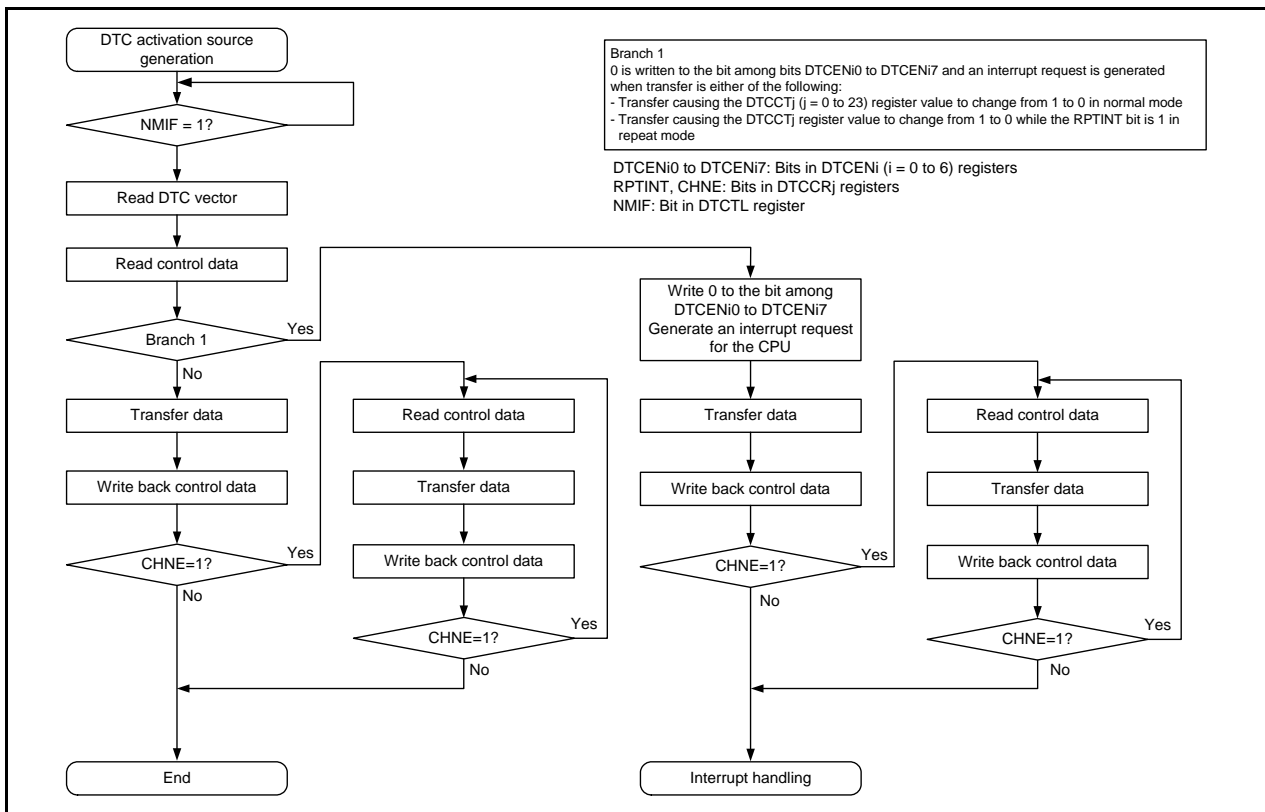 DTC activation source
generation
NMIF = 1?
Read DTC vector
Read control data
Branch 1
Yes
No
Transfer data
Write back control data
CHNE=1?
Yes
No
Read control data
Transfer data
Write back control data
CHNE=1?
Yes
No
End
Branch 1
0 is written to the bit among bits DTCENi0 to DTCENi7 and an interrupt request is generated
when transfer is either of the following:
- Transfer causing the DTCCTj (j = 0 to 23) register value to change from 1 to 0 in normal mode
- Transfer causing the DTCCTj register value to change from 1 to 0 while the RPTINT bit is 1 in
repeat mode
DTCENi0 to DTCENi7: Bits in DTCENi (i = 0 to 6) registers
RPTINT, CHNE: Bits in DTCCRj registers
NMIF: Bit in DTCTL register
Write 0 to the bit among
DTCENi0 to DTCENi7
Generate an interrupt request
for the CPU
Transfer data
Write back control data
CHNE=1?
Yes
No
Read control data
Transfer data
Write back control data
CHNE=1?
Yes
No
Interrupt handling